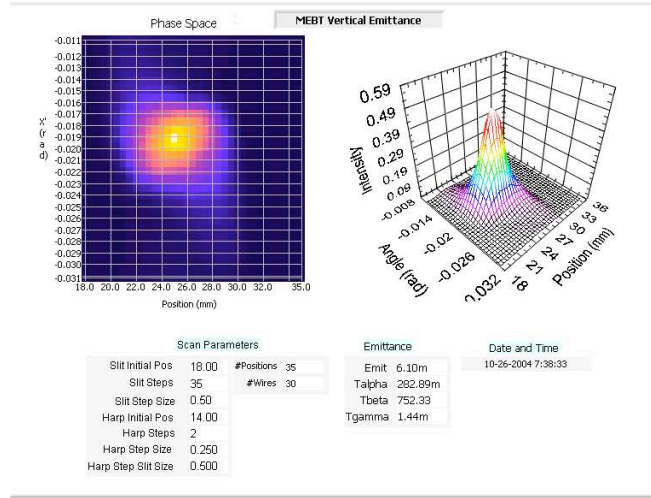 Phase Space
MEBT Vertical Emittance
-0.011
-0.012
-0.013
-0.014
-0.015
-0.016
-0.017
-0.018
-0.019
-0.020
-0.021
-0.022
-0.023
-0.024
-0.025
-0.026
-0.027
-0.028
-0.029
-0.030
-0.031
x'
(r
a
d)
18.0 20.0 22.0 24.0 26.0 28.0 30.0 32.0 35.0
Position (mm)
0.59
0.49
0.39
0.29
0.19
0.09
Intensity
-0.008
-0.014
-0.02
-0.026
0.032
Angle (rad)
18
21
24
27
30
33
36
Position (mm)
Scan Parameters
Slit Initial Pos 18.00 #Positions 35
Slit Steps 35 #Wires 30
Slit Step Size 0.50
Harp Initial Pos 14.00
Harp Steps 2
Harp Step Size 0.250
Harp Step Slit Size 0.500
Emittance
Emit 6.10m
Talpha 282.89m
Tbeta 752.33
Tgamma 1.44m
Date and Time
10-26-2004 7:38:33